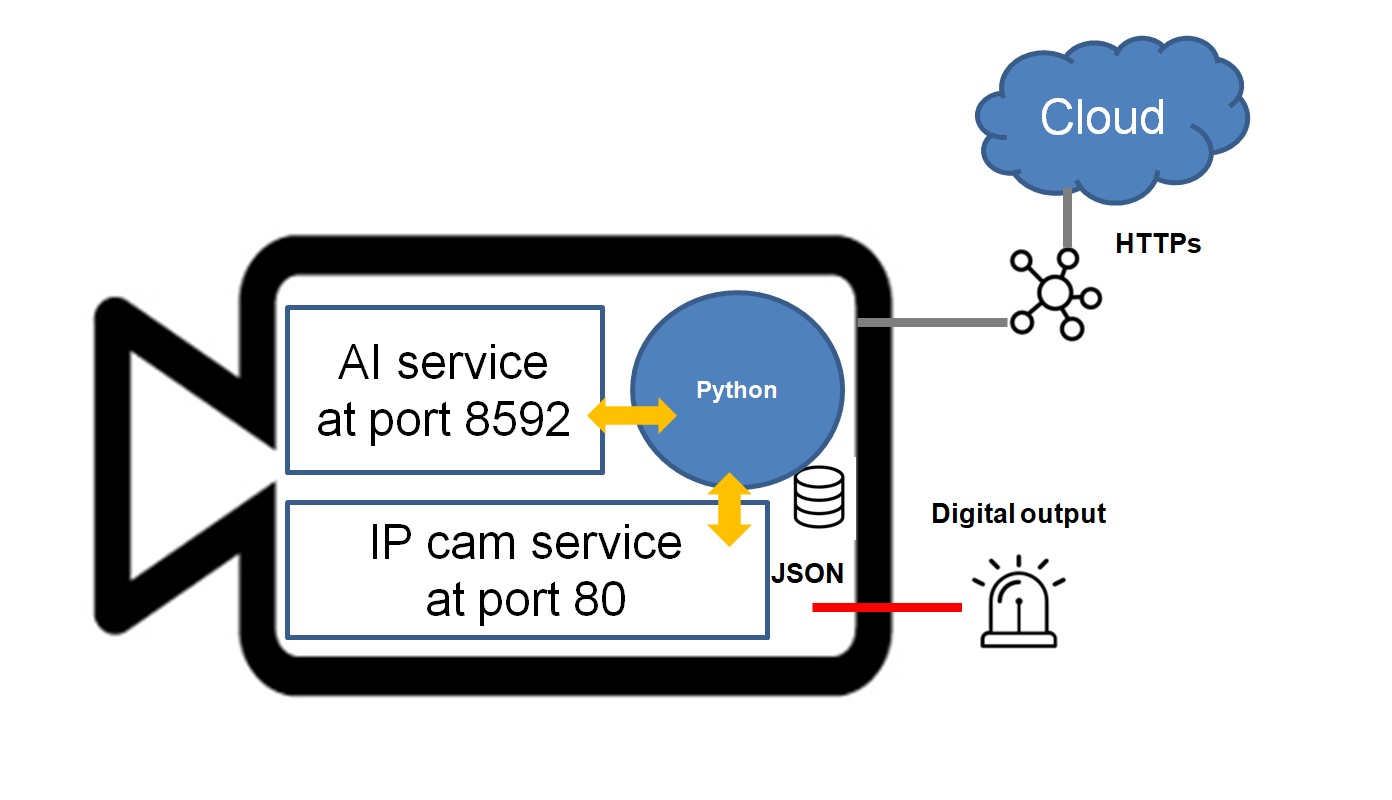 Cloud
HTTPs
AI service
at port 8592
Python
IP cam service
at port 80
JSON
Digital output